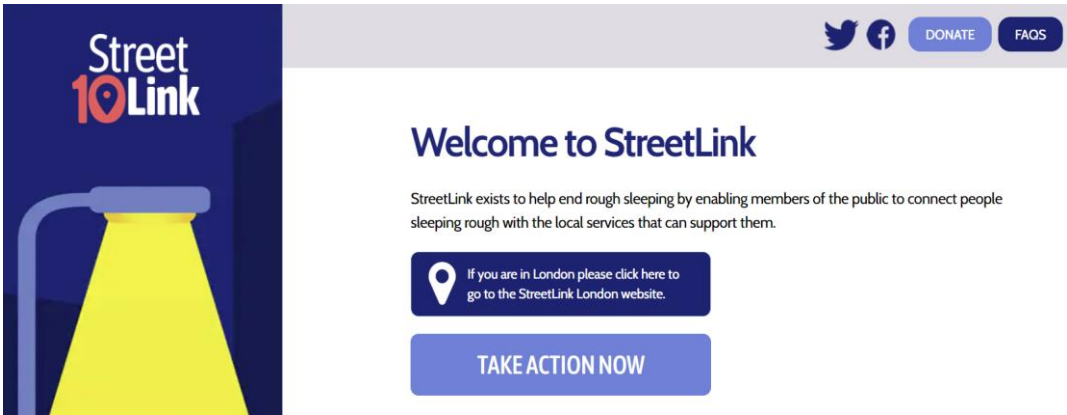 Street
10Link
DONATE
FAQS
Welcome to StreetLink
StreetLink exists to help end rough sleeping by enabling members of the public to connect people
sleeping rough with the local services that can support them.
If you are in London please click here to
go to the StreetLink London website.
TAKE ACTION NOW